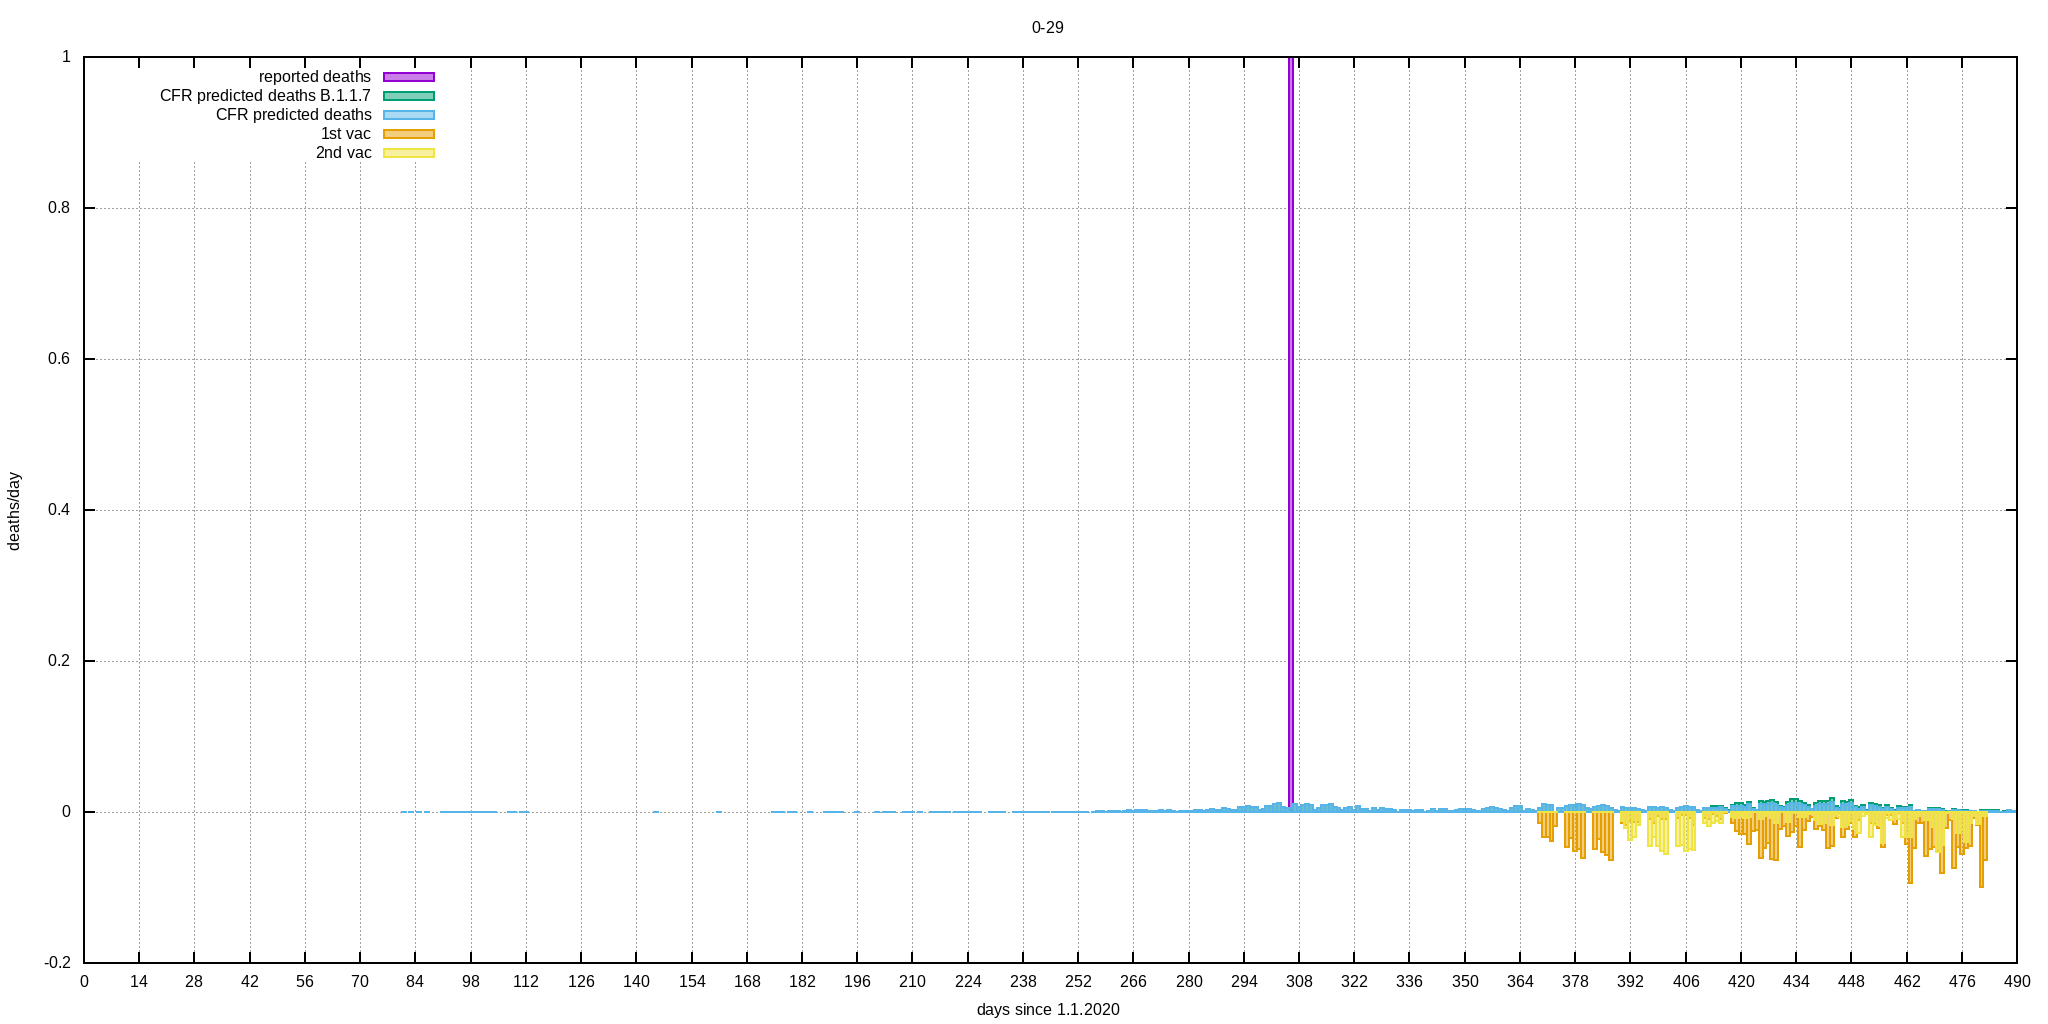 0-29
1
reported deaths
CFR predicted deaths B.1.1.7
CFR predicted deaths
1st vac
2nd vac
0.8
0.6
0.4
deaths/day
0.2
0
-0.2
0 14 28 42 56 70 84 98 112 126 140 154 168 182 196 210 224 238 252 266 280 294 308 322 336 350 364 378 392 406 420 434 448 462 476 490
days since 1.1.2020